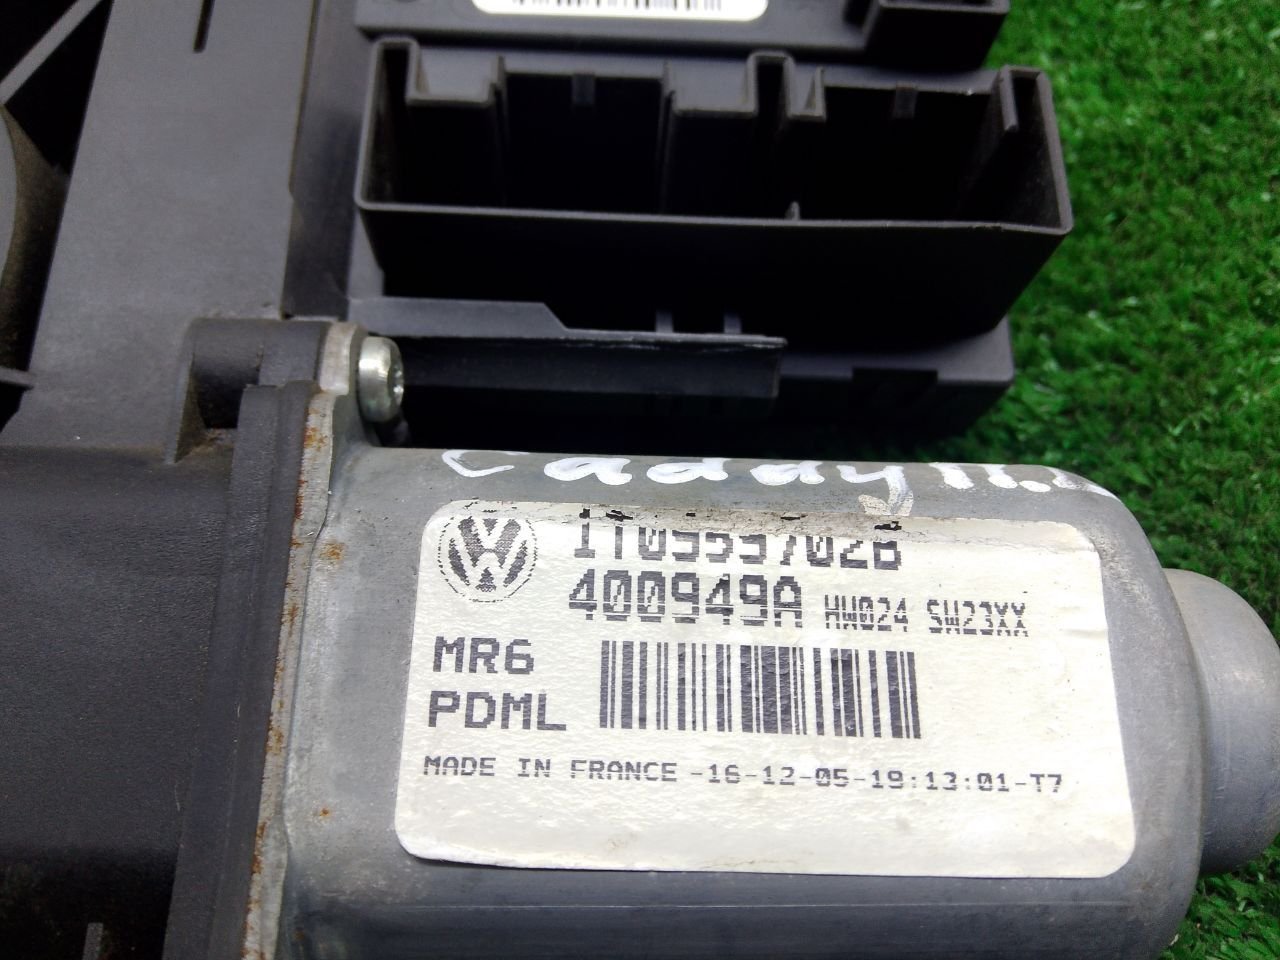 Caddy
1T0959702B
400949A HW024 SW23XX
MR6
PDML
MADE IN FRANCE -16-12-05-19:13:01-T7